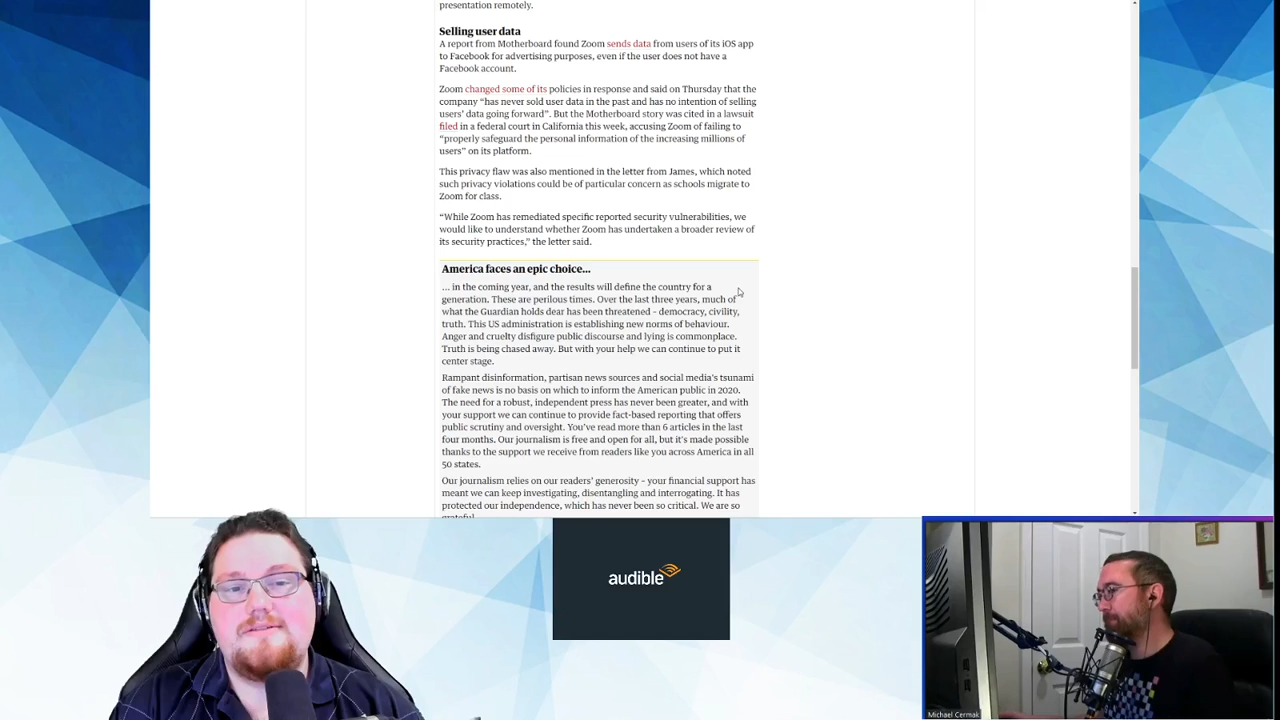 presentation remotely.
Selling user data
A report from Motherboard found Zoom sends data from users of its iOS app
to Facebook for advertising purposes, even if the user does not have a
Facebook account.
Zoom changed some of its policies in response and said on Thursday that the
company “has never sold user data in the past and has no intention of selling
users’ data going forward”. But the Motherboard story was cited in a lawsuit
filed in a federal court in California this week, accusing Zoom of failing to
“properly safeguard the personal information of the increasing millions of
users” on its platform.
This privacy flaw was also mentioned in the letter from James, which noted
such privacy violations could be of particular concern as schools migrate to
Zoom for class.
“While Zoom has remediated specific reported security vulnerabilities, we
would like to understand whether Zoom has undertaken a broader review of
its security practices,” the letter said.
America faces an epic choice...
... in the coming year, and the results will define the country for a
generation. These are perilous times. Over the last three years, much of
what the Guardian holds dear has been threatened – democracy, civility,
truth. This US administration is establishing new norms of behaviour.
Anger and cruelty disfigure public discourse and lying is commonplace.
Truth is being chased away. But with your help we can continue to put it
center stage.
Rampant disinformation, partisan news sources and social media's tsunami
of fake news is no basis on which to inform the American public in 2020.
The need for a robust, independent press has never been greater, and with
your support we can continue to provide fact-based reporting that offers
public scrutiny and oversight. You’ve read more than 6 articles in the last
four months. Our journalism is free and open for all, but it's made possible
thanks to the support we receive from readers like you across America in all
50 states.
Our journalism relies on our readers’ generosity – your financial support has
meant we can keep investigating, disentangling and interrogating. It has
protected our independence, which has never been so critical. We are so
grateful.
audible
Michael Cermak